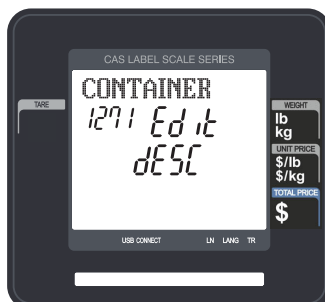 CAS LABEL SCALE SERIES
CONTAINER
1271 Edit
dESC
TARE
WEIGHT
lb
kg
UNIT PRICE
$/lb
$/kg
TOTAL PRICE
$
USB CONNECT LN LANG TR